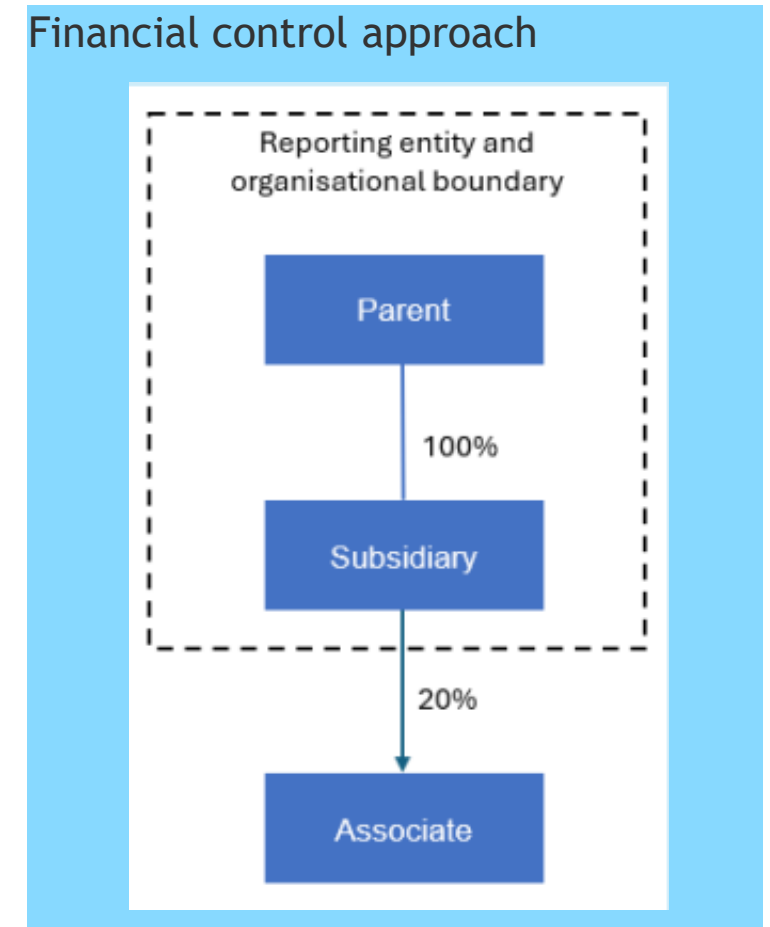 Financial control approach
Reporting entity and
organisational boundary
Parent
100%
Subsidiary
20%
Associate